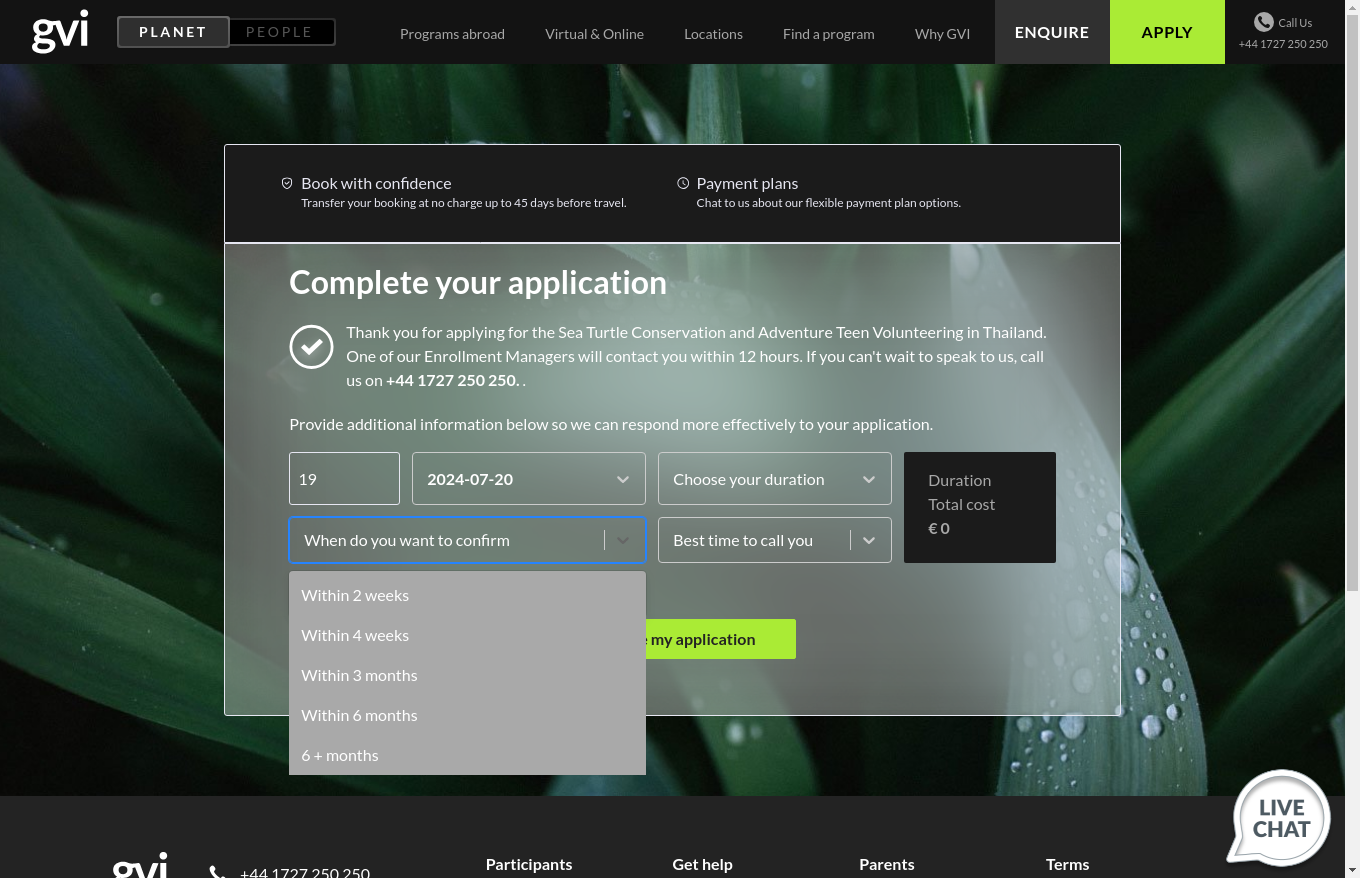 gvi
PLANET
PEOPLE
Programs abroad
Virtual & Online
Locations
Find a program
Why GVI
ENQUIRE
APPLY
Call Us
+44 1727 250 250
Book with confidence
Transfer your booking at no charge up to 45 days before travel.
Payment plans
Chat to us about our flexible payment plan options.
Complete your application
Thank you for applying for the Sea Turtle Conservation and Adventure Teen Volunteering in Thailand.
One of our Enrollment Managers will contact you within 12 hours. If you can't wait to speak to us, call
us on +44 1727 250 250. .
Provide additional information below so we can respond more effectively to your application.
19
2024-07-20
Choose your duration
Duration
Total cost
€ 0
When do you want to confirm
Best time to call you
Within 2 weeks
Within 4 weeks
Within 3 months
Within 6 months
6 + months
my application
LIVE
CHAT
gvi
+44 1727 250 250
Participants
Get help
Parents
Terms